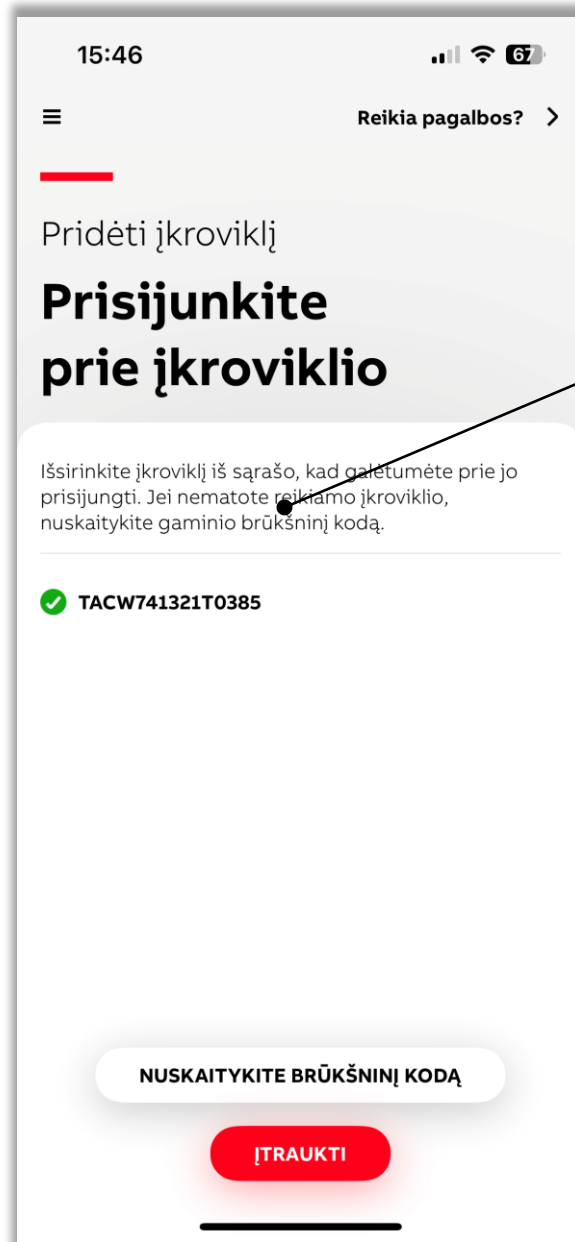 15:46
67
Reikia pagalbos?
Pridėti įkroviklį
Prisijunkite
prie įkroviklio
Išsirinkite įkroviklį iš sąrašo, kad galėtumėte prie jo
prisijungti. Jei nematote reikiamo įkroviklio,
nuskaitykite gaminio brūkšninį kodą.
TACW741321T0385
NUSKAITYKITE BRŪKŠNINĮ KODĄ
ĮTRAUKTI